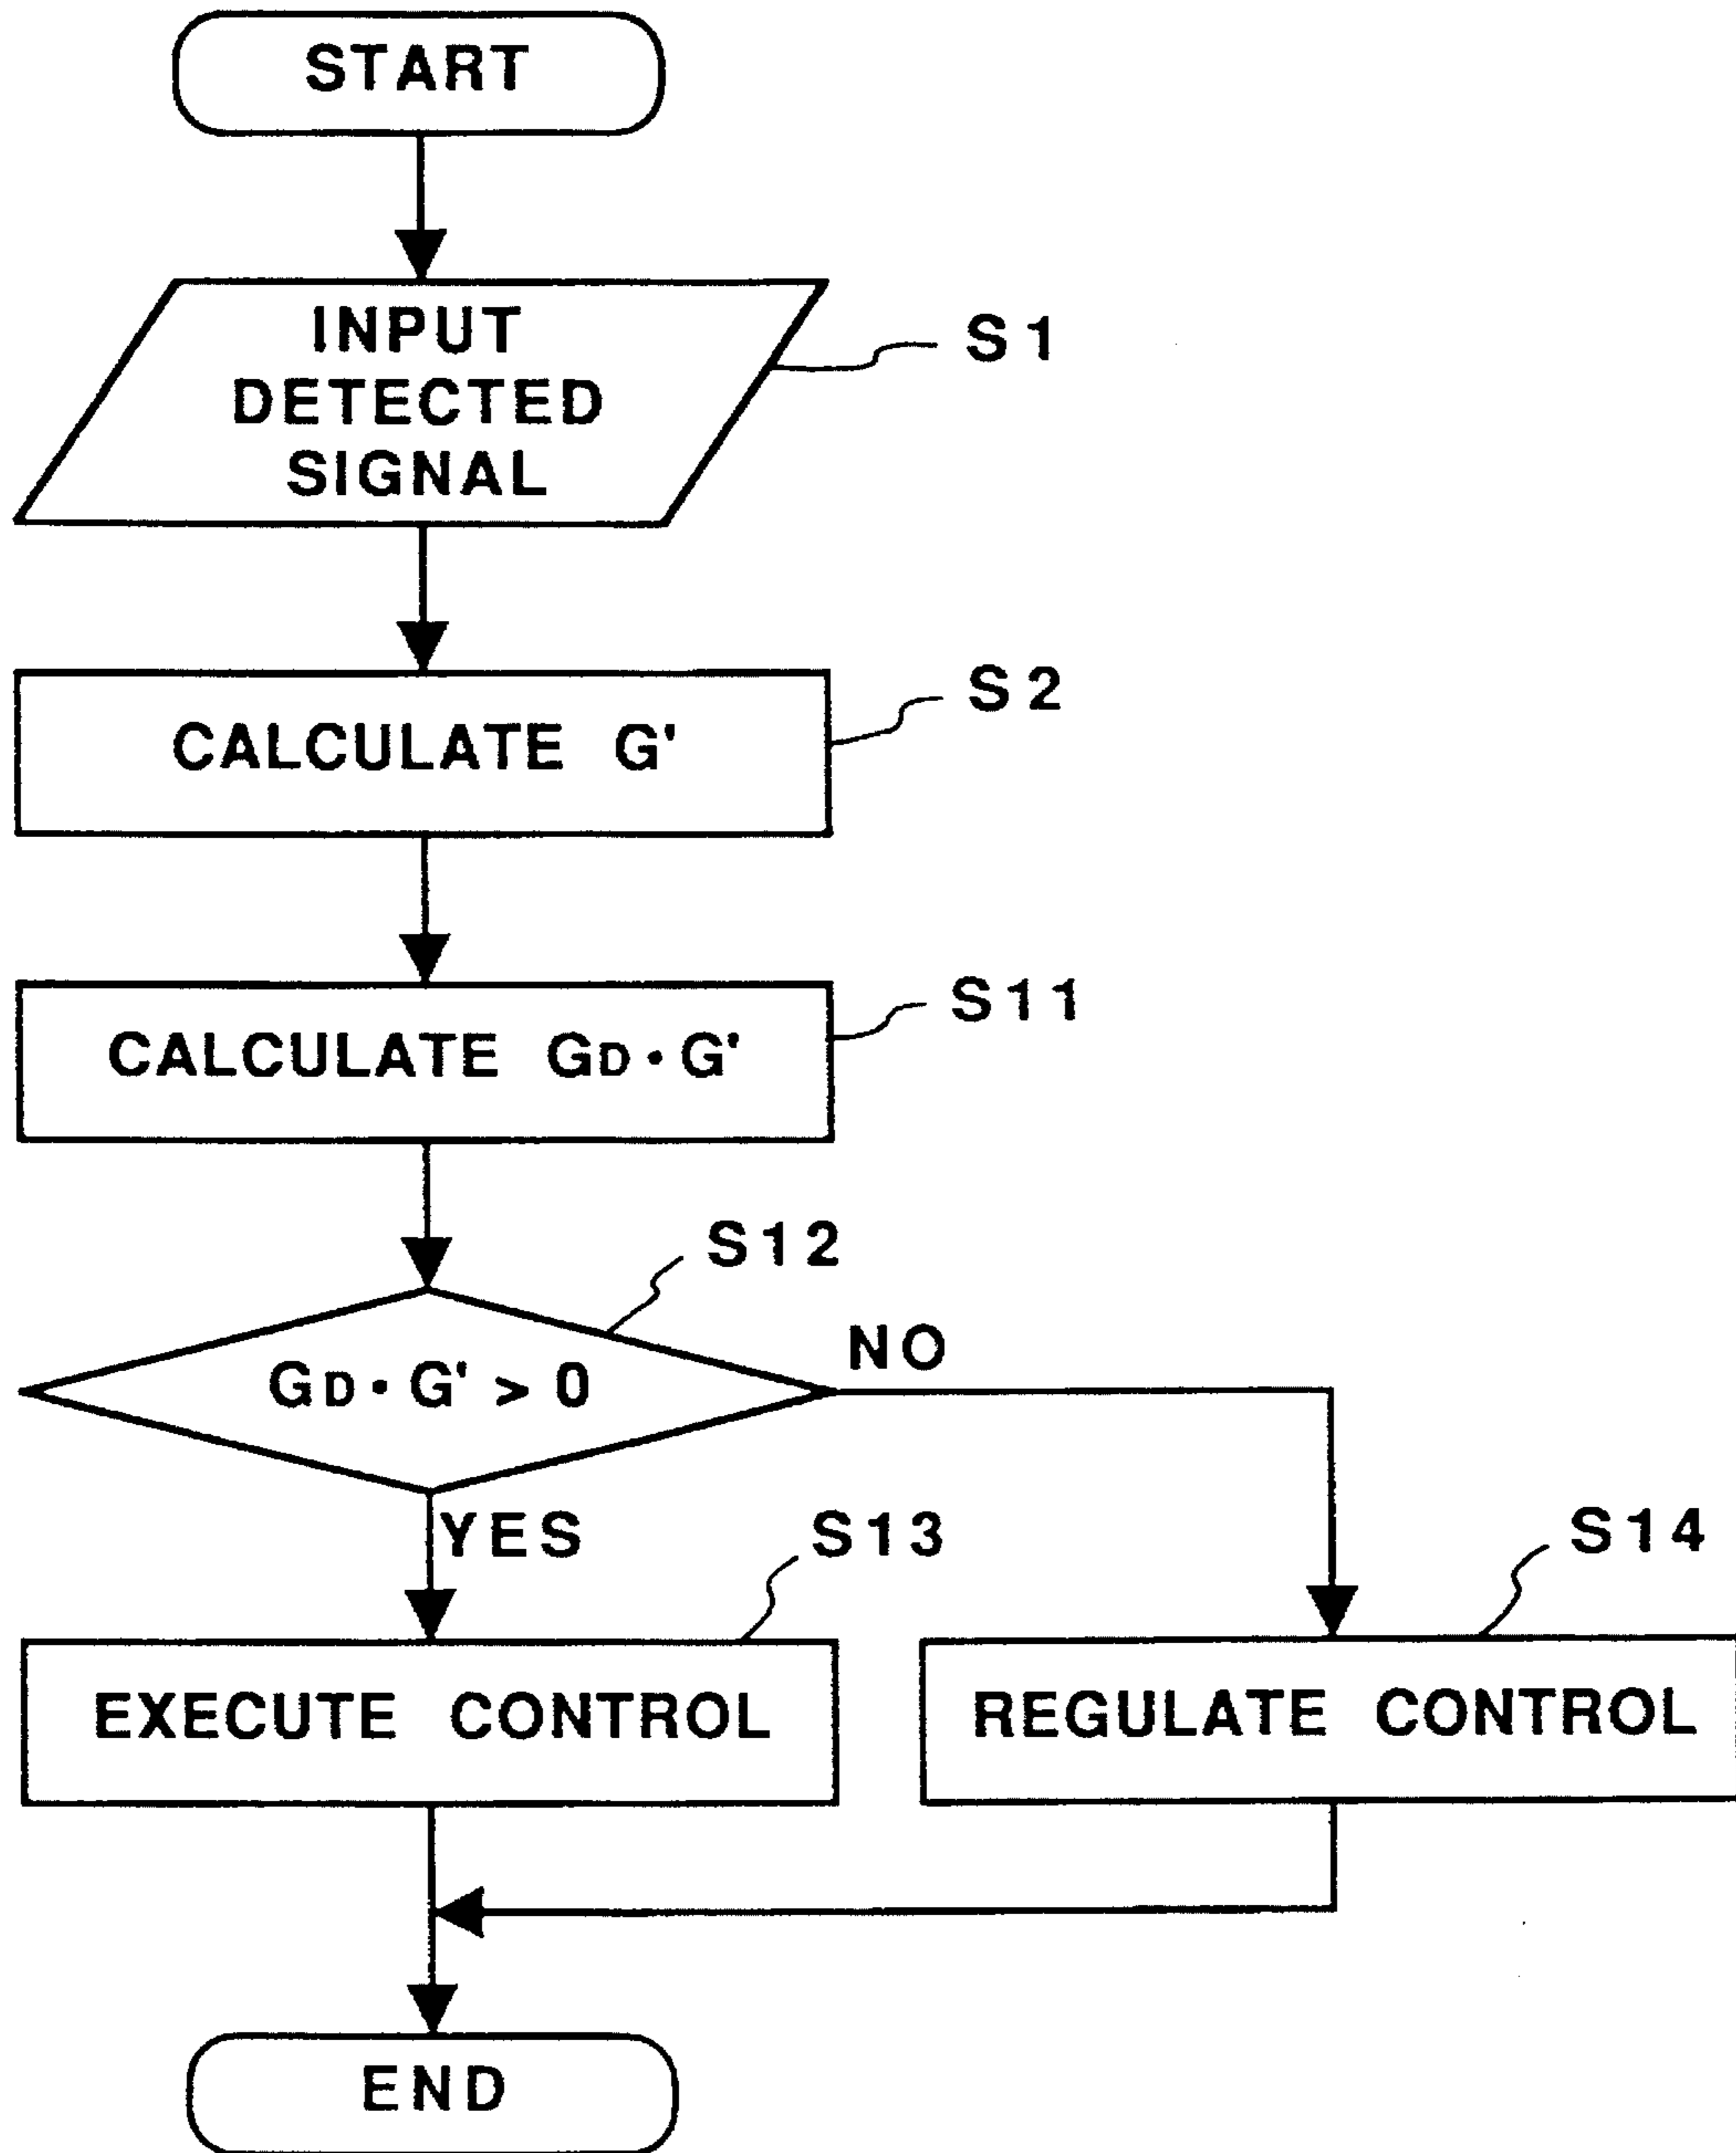 START
INPUT
DETECTED
SIGNAL
S1
CALCULATE G'
S2
CALCULATE GD・G'
S11
S12
GD・G' > 0
NO
YES
S13
S14
EXECUTE CONTROL
REGULATE CONTROL
END